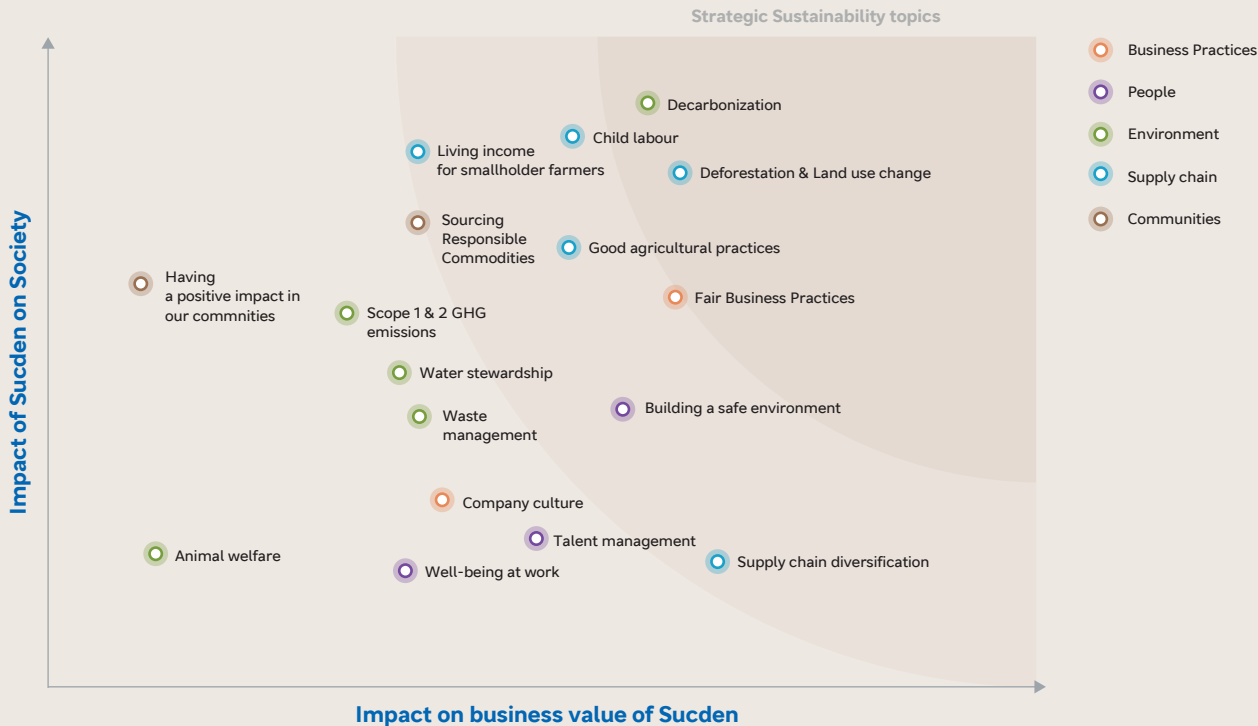 Strategic Sustainability topics
Business Practices
People
Environment
Supply chain
Communities
Impact of Sucden on Society
Decarbonization
Child labour
Living income
for smallholder farmers
Deforestation & Land use change
Sourcing
Responsible
Commodities
Good agricultural practices
Having
a positive impact in
our commnities
Fair Business Practices
Scope 1 & 2 GHG
emissions
Water stewardship
Building a safe environment
Waste
management
Company culture
Talent management
Animal welfare
Well-being at work
Supply chain diversification
Impact on business value of Sucden